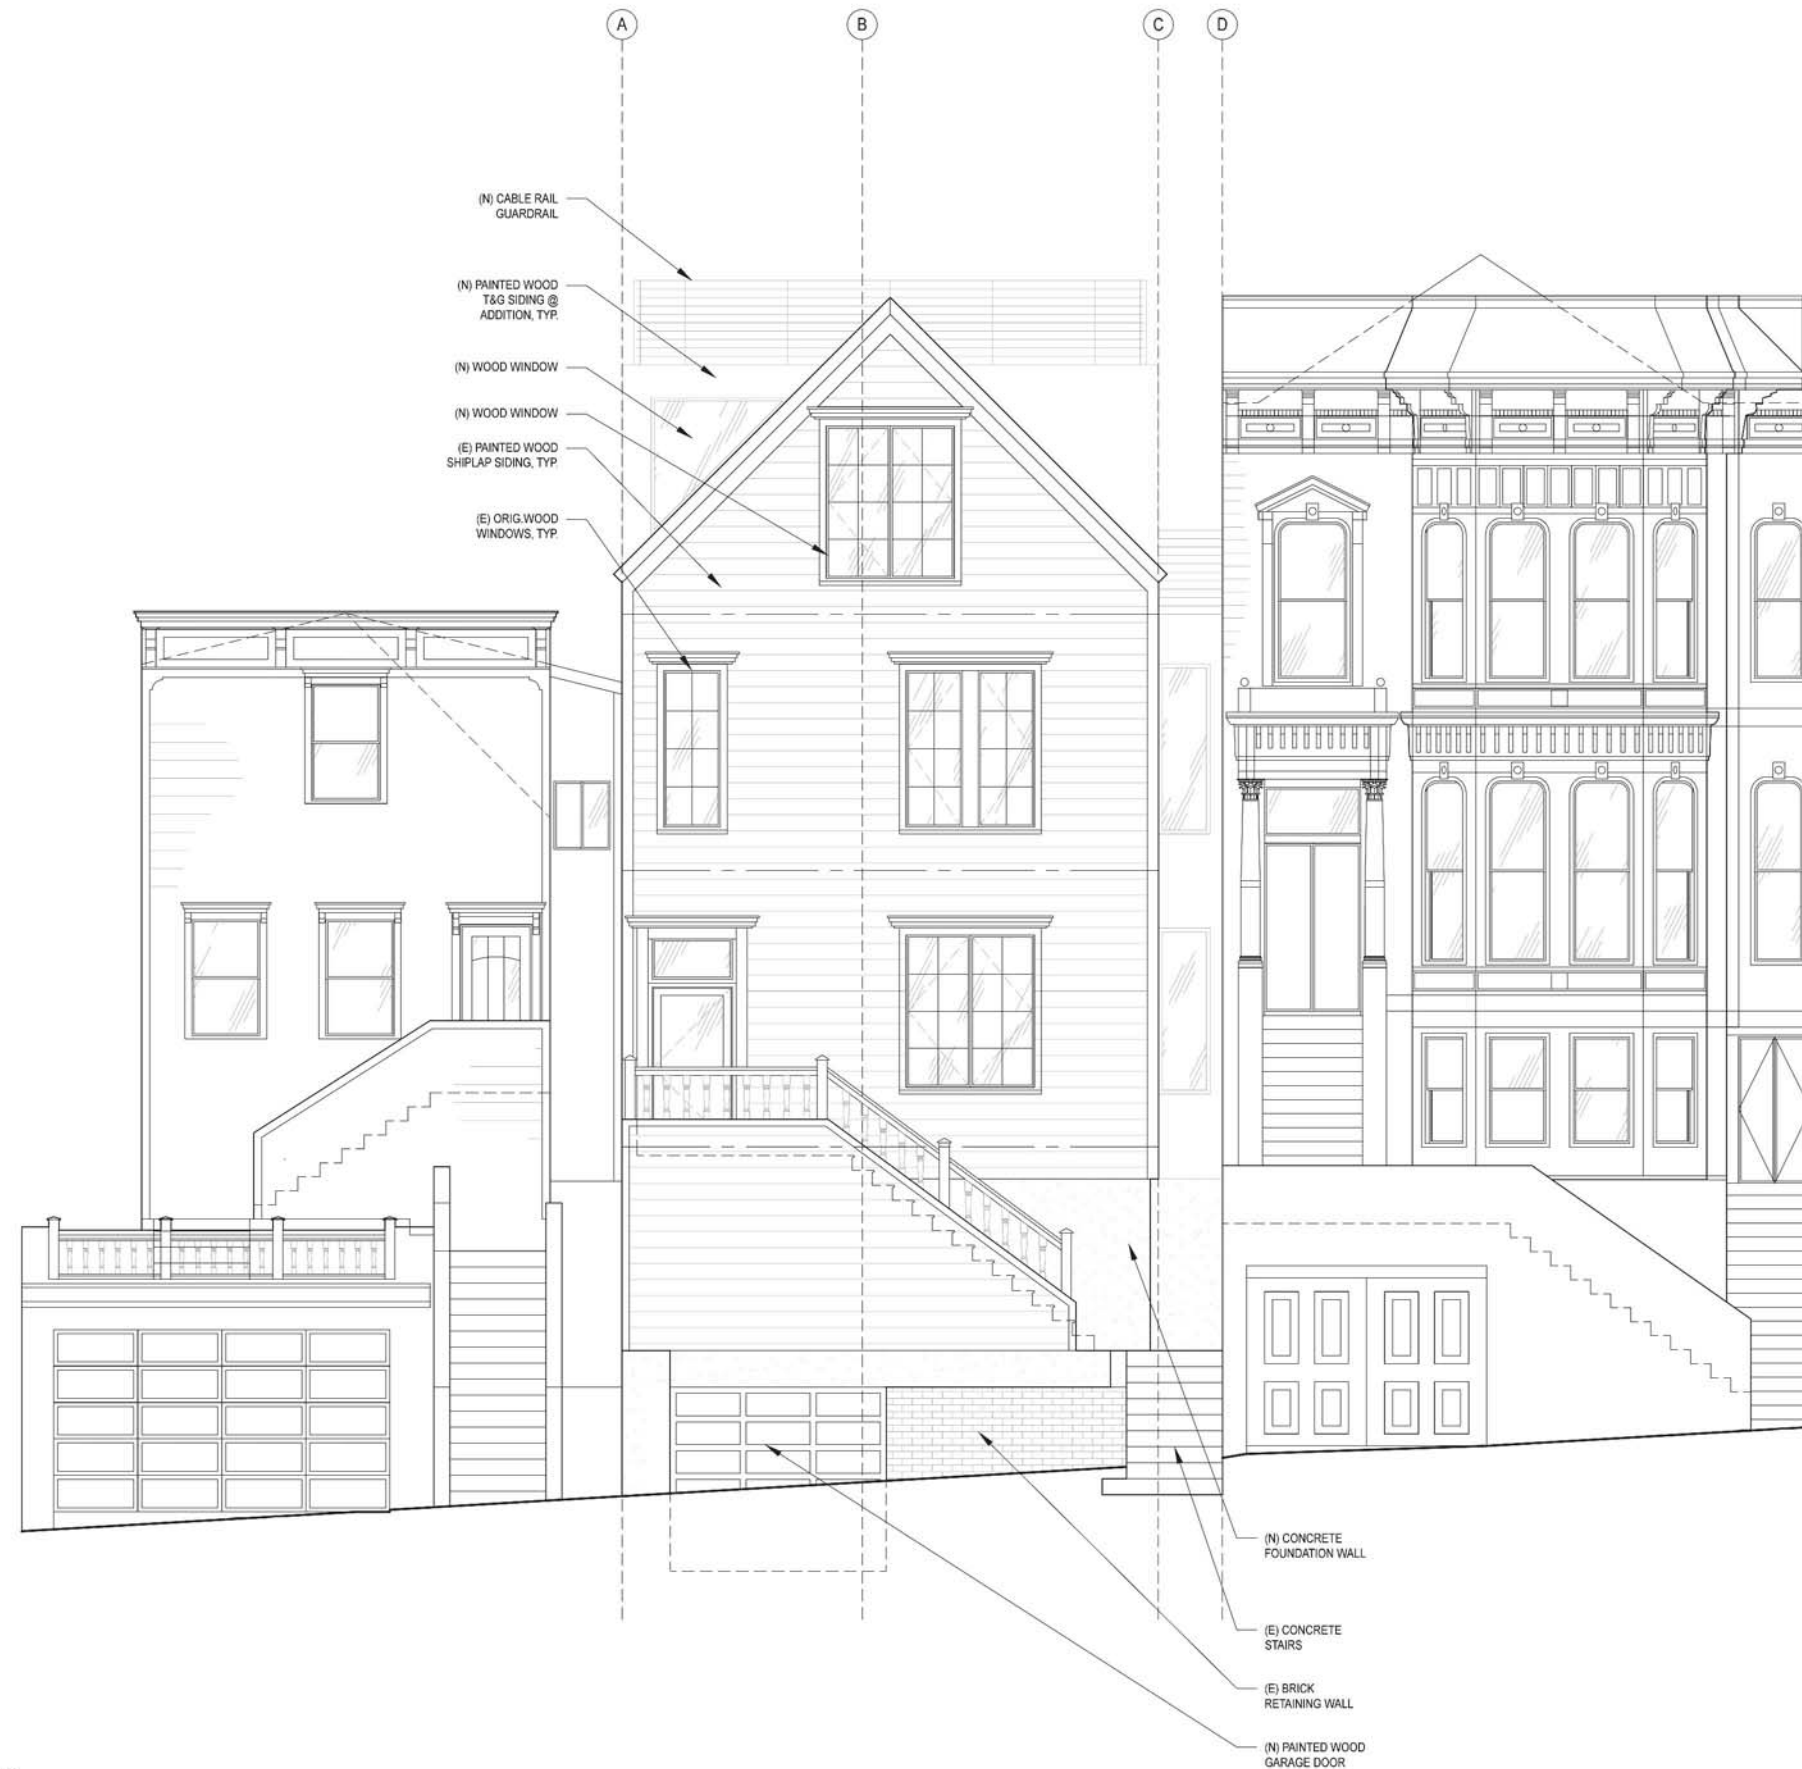 A
B
C
D
(N) CABLE RAIL
GUARDRAIL
(N) PAINTED WOOD
T&G SIDING @
ADDITION, TYP.
(N) WOOD WINDOW
(N) WOOD WINDOW
(E) PAINTED WOOD
SHIPLAP SIDING, TYP.
(E) ORIG.WOOD
WINDOWS, TYP.
(N) CONCRETE
FOUNDATION WALL
(E) CONCRETE
STAIRS
(E) BRICK
RETAINING WALL
(N) PAINTED WOOD
GARAGE DOOR